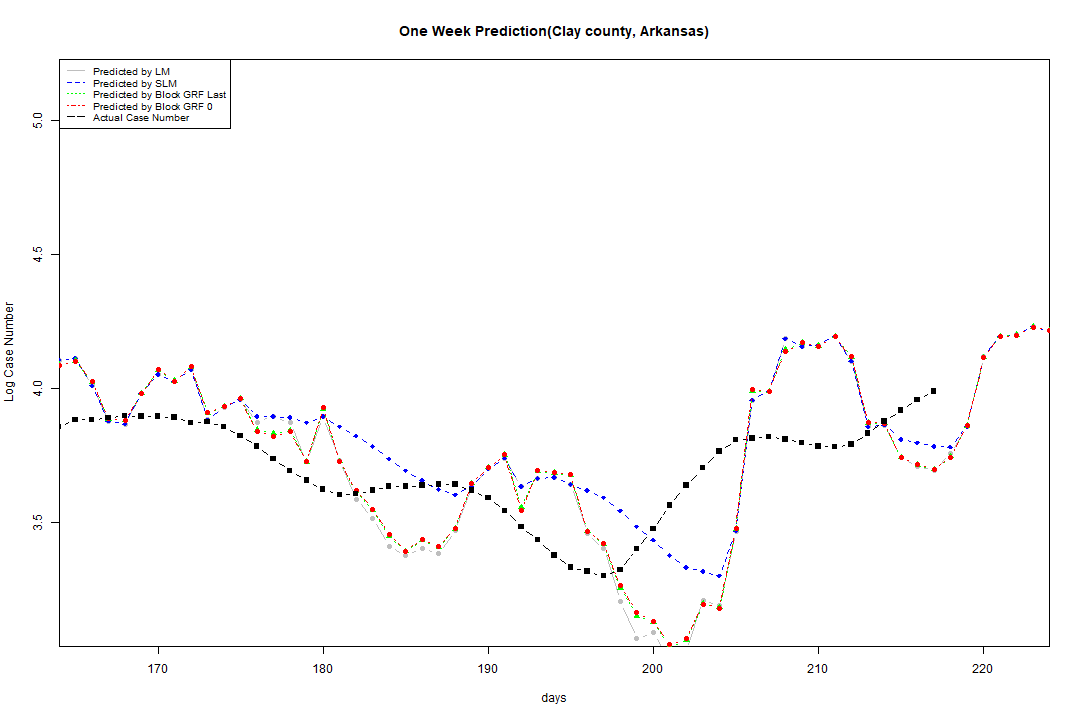 One Week Prediction(Clay county, Arkansas)
Predicted by LM
Predicted by SLM
Predicted by Block GRF Last
Predicted by Block GRF 0
Actual Case Number
5.0
4.5
4.0
3.5
Log Case Number
170 180 190 200 210 220
days